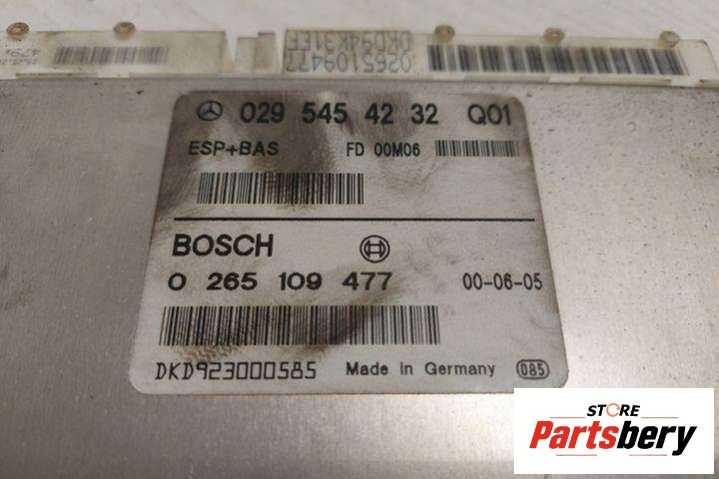 0265109477
DKD94K31EF
029 545 42 32 Q01
ESP+BAS FD 00M06
BOSCH
0 265 109 477 00-06-05
DKD923000585 Made in Germany 085
STORE
Partsbery